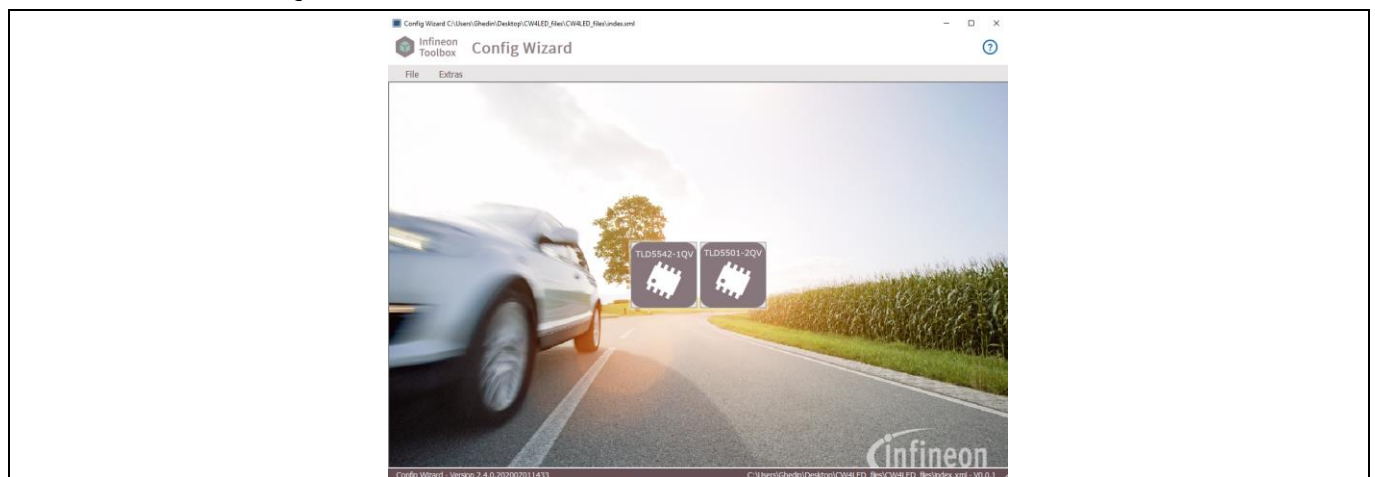 Config Wizard C:\Users\Ghedin\Desktop\CW4LED_files\CW4LED_files\index.xml
Infineon
Toolbox
Config Wizard
?
File Extras
TLD5542-1QV TLD5501-2QV
infineon
Config Wizard - Version 2.4.0.202007011433 C:\Users\Ghedin\Desktop\CW4LED_files\CW4LED_files\index.xml - V0.0.1